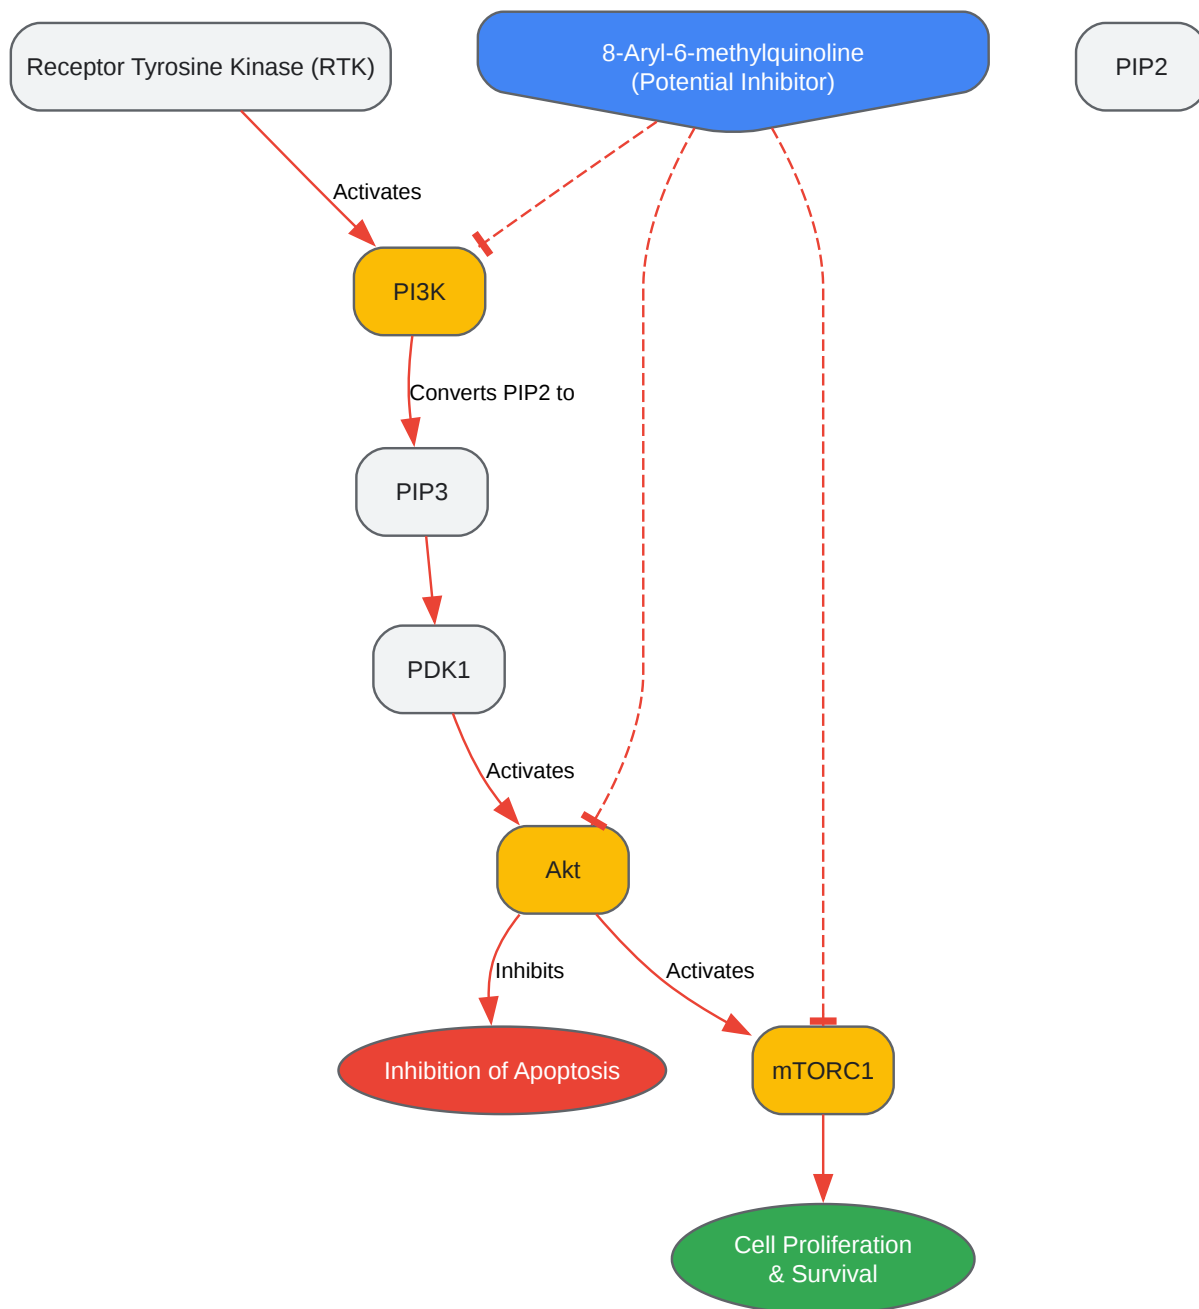 Receptor Tyrosine Kinase (RTK)
8-Aryl-6-methylquinoline
(Potential Inhibitor)
PIP2
Activates
PI3K
Converts PIP2 to
PIP3
PDK1
Activates
Akt
Inhibits
Activates
Inhibition of Apoptosis
mTORC1
Cell Proliferation
& Survival